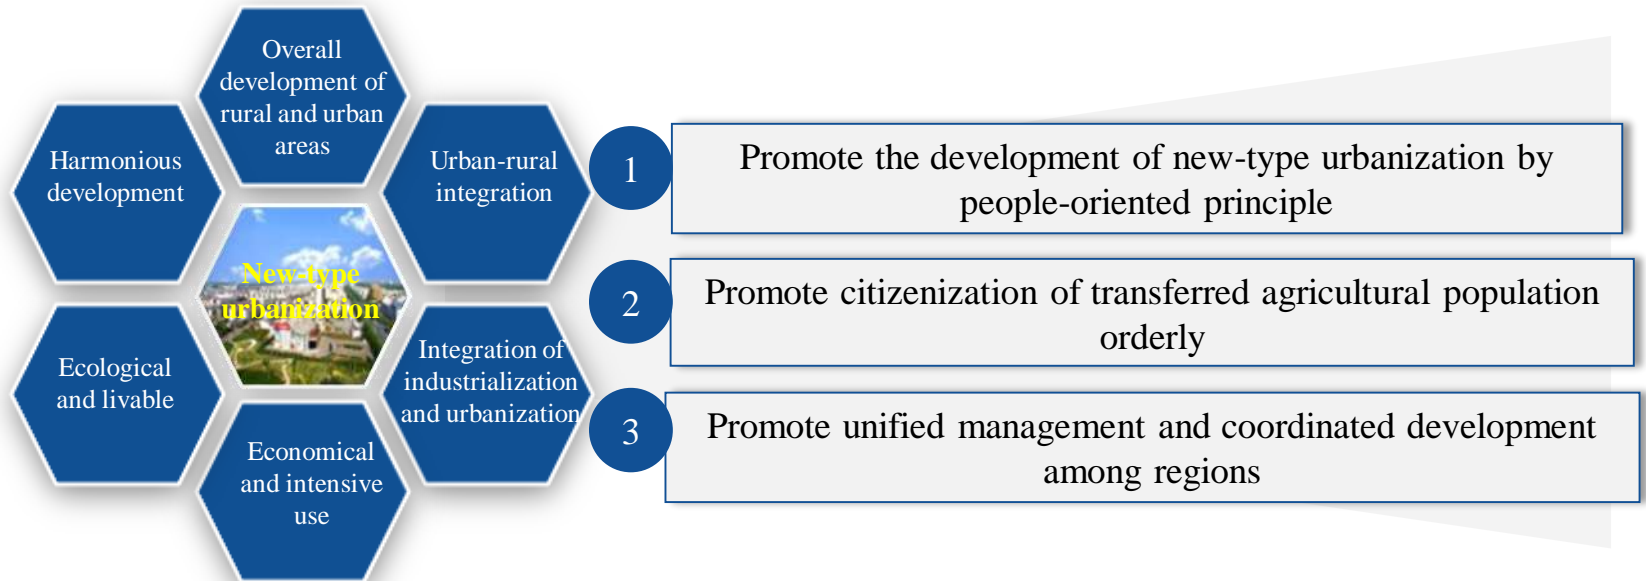 Overall
development of
rural and urban
areas
Harmonious
development
Urban-rural
integration
New-type
urbanization
Ecological
and livable
Integration of
industrialization
and urbanization
Economical
and intensive
use
1
Promote the development of new-type urbanization by
people-oriented principle
2
Promote citizenization of transferred agricultural population
orderly
3
Promote unified management and coordinated development
among regions